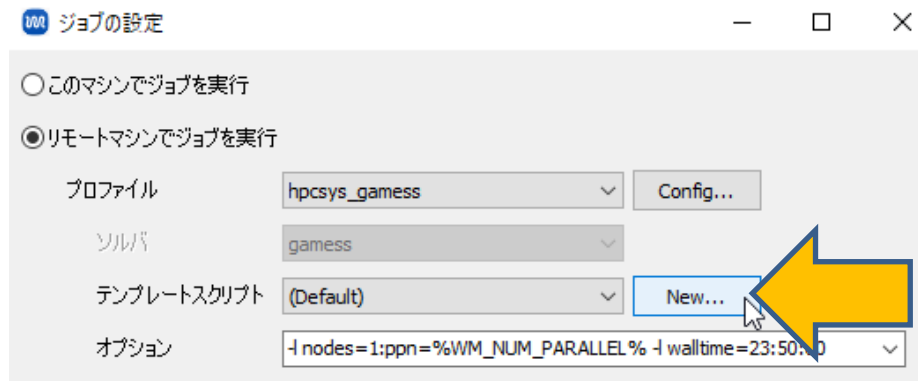 ジョブの設定
このマシンでジョブを実行
リモートマシンでジョブを実行
プロファイル hpcsys_gamess Config...
ソルバ gamess
テンプレートスクリプト (Default) New...
オプション -l nodes=1:ppn=%WM_NUM_PARALLEL% -l walltime=23:50:00